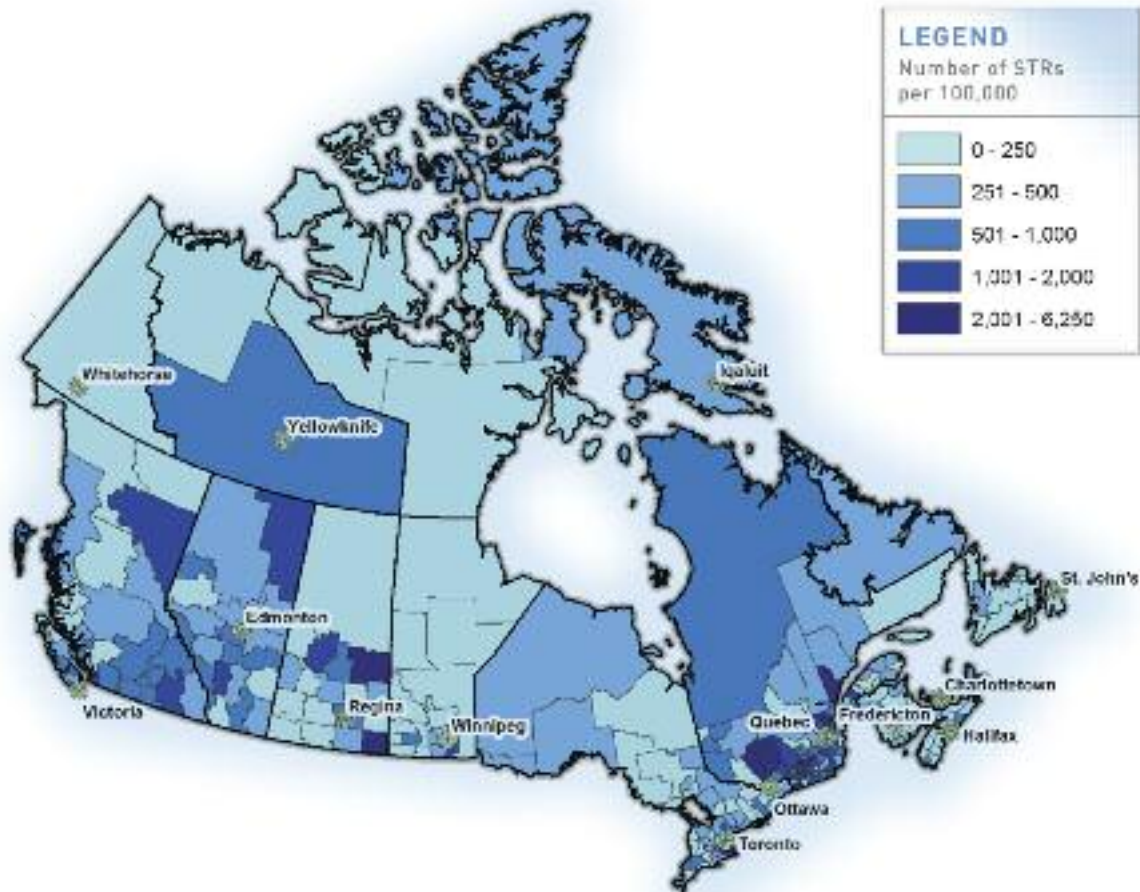 LEGEND
Number of STRs
per 100,000
0 - 250
251 - 500
501 - 1,000
1,001 - 2,000
2,001 - 6,250
Whitehorse
Yellowknife
Iqaluit
Edmonton
St. John's
Charlottetown
Victoria
Regina
Winnipeg
Quebec
Fredericton
Halifax
Ottawa
Toronto